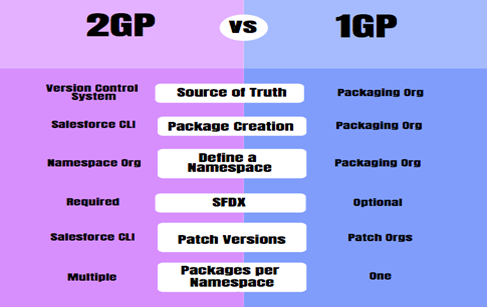 2GP VS 1GP
Version Control
System
Source of Truth
Packaging Org
Salesforce CLI
Package Creation
Packaging Org
Namespace Org
Define a
Namespace
Packaging Org
Required
SFDX
Optional
Salesforce CLI
Patch Versions
Patch Orgs
Multiple
Packages per
Namespace
One